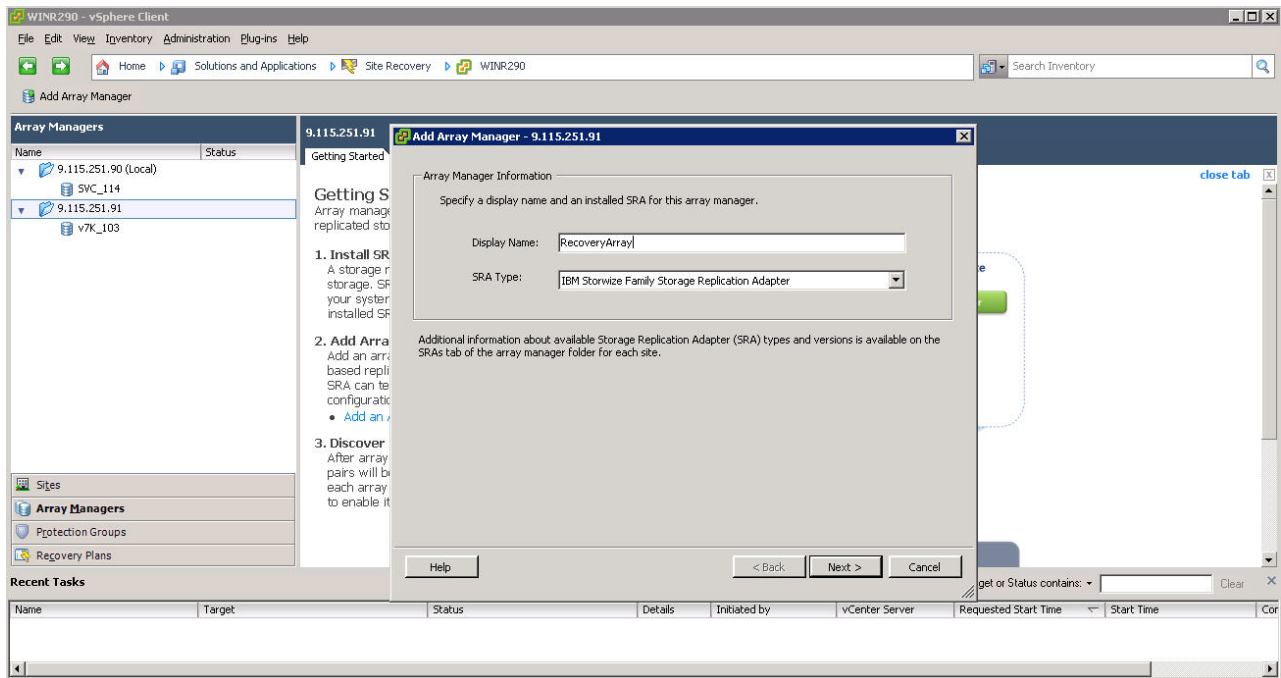 WINR290 - vSphere Client
File Edit View Inventory Administration Plug-ins Help
Home Solutions and Applications Site Recovery WINR290
Search Inventory
Add Array Manager
Array Managers
Name Status
9.115.251.90 (Local)
SVC_114
9.115.251.91
v7K_103
Sites
Array Managers
Protection Groups
Recovery Plans
9.115.251.91
Getting Started
close tab
Getting S
Array manage
replicated sto
1. Install SR
A storage r
storage. SR
your system
installed SR
2. Add Arra
Add an arra
based repli
SRA can te
configuratio
• Add an
3. Discover
After array
pairs will b
each array
to enable it
Add Array Manager - 9.115.251.91
Array Manager Information
Specify a display name and an installed SRA for this array manager.
Display Name: RecoveryArray
SRA Type: IBM Storwize Family Storage Replication Adapter
Additional information about available Storage Replication Adapter (SRA) types and versions is available on the
SRAs tab of the array manager folder for each site.
Help < Back Next > Cancel
Recent Tasks
get or Status contains: Clear
Name Target Status Details Initiated by vCenter Server Requested Start Time Start Time Cor